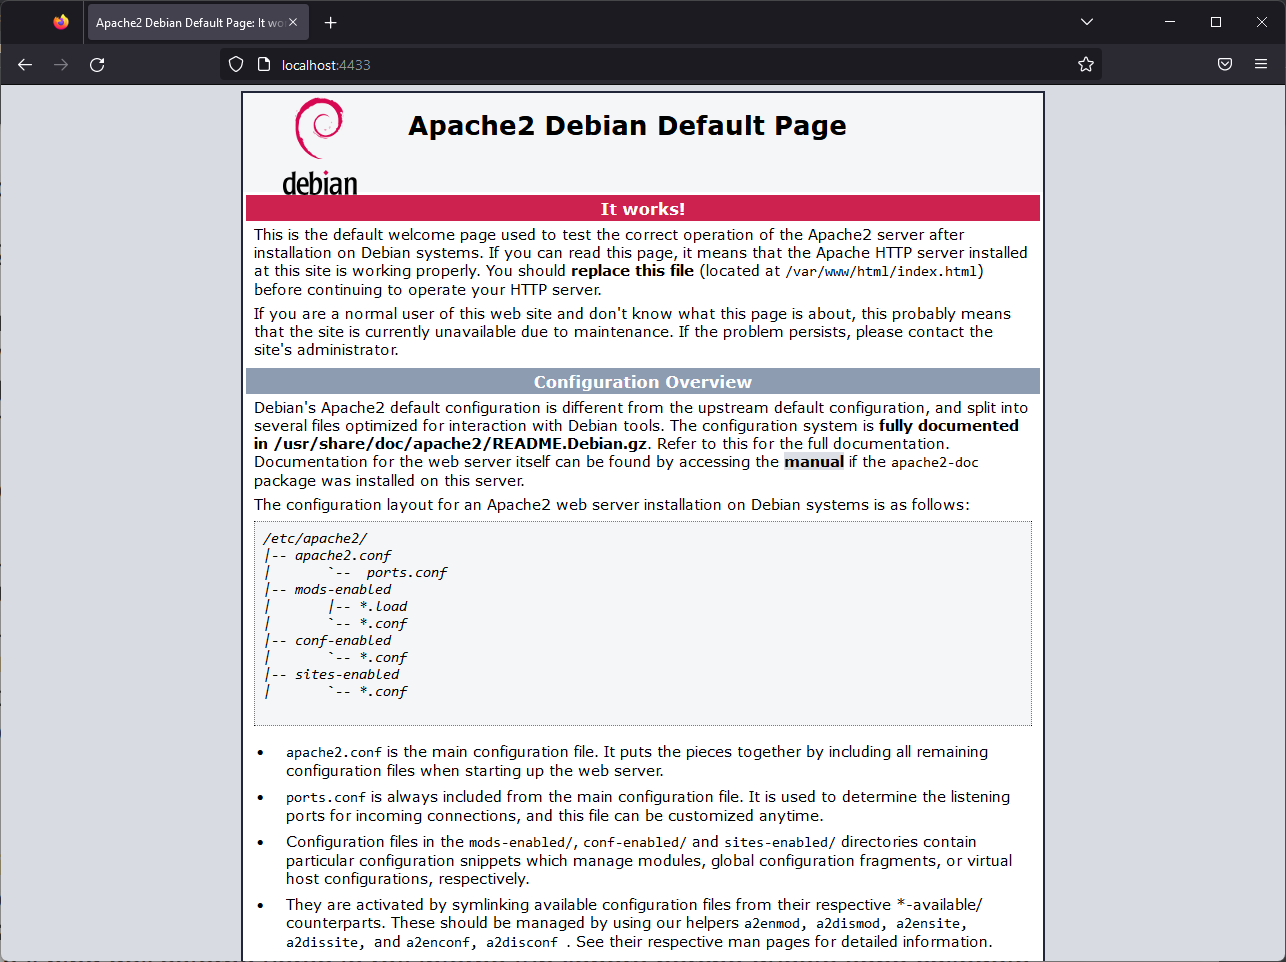 Apache2 Debian Default Page: It wo
localhost:4433
debian
Apache2 Debian Default Page
It works!
This is the default welcome page used to test the correct operation of the Apache2 server after
installation on Debian systems. If you can read this page, it means that the Apache HTTP server installed
at this site is working properly. You should replace this file (located at /var/www/html/index.html)
before continuing to operate your HTTP server.
If you are a normal user of this web site and don't know what this page is about, this probably means
that the site is currently unavailable due to maintenance. If the problem persists, please contact the
site's administrator.
Configuration Overview
Debian's Apache2 default configuration is different from the upstream default configuration, and split into
several files optimized for interaction with Debian tools. The configuration system is fully documented
in /usr/share/doc/apache2/README.Debian.gz. Refer to this for the full documentation.
Documentation for the web server itself can be found by accessing the manual if the apache2-doc
package was installed on this server.
The configuration layout for an Apache2 web server installation on Debian systems is as follows:
/etc/apache2/
|-- apache2.conf
|       `--  ports.conf
|-- mods-enabled
|       |-- *.load
|       `-- *.conf
|-- conf-enabled
|       `-- *.conf
|-- sites-enabled
|       `-- *.conf
• apache2.conf is the main configuration file. It puts the pieces together by including all remaining
configuration files when starting up the web server.
• ports.conf is always included from the main configuration file. It is used to determine the listening
ports for incoming connections, and this file can be customized anytime.
• Configuration files in the mods-enabled/, conf-enabled/ and sites-enabled/ directories contain
particular configuration snippets which manage modules, global configuration fragments, or virtual
host configurations, respectively.
• They are activated by symlinking available configuration files from their respective *-available/
counterparts. These should be managed by using our helpers a2enmod, a2dismod, a2ensite,
a2dissite, and a2enconf, a2disconf . See their respective man pages for detailed information.